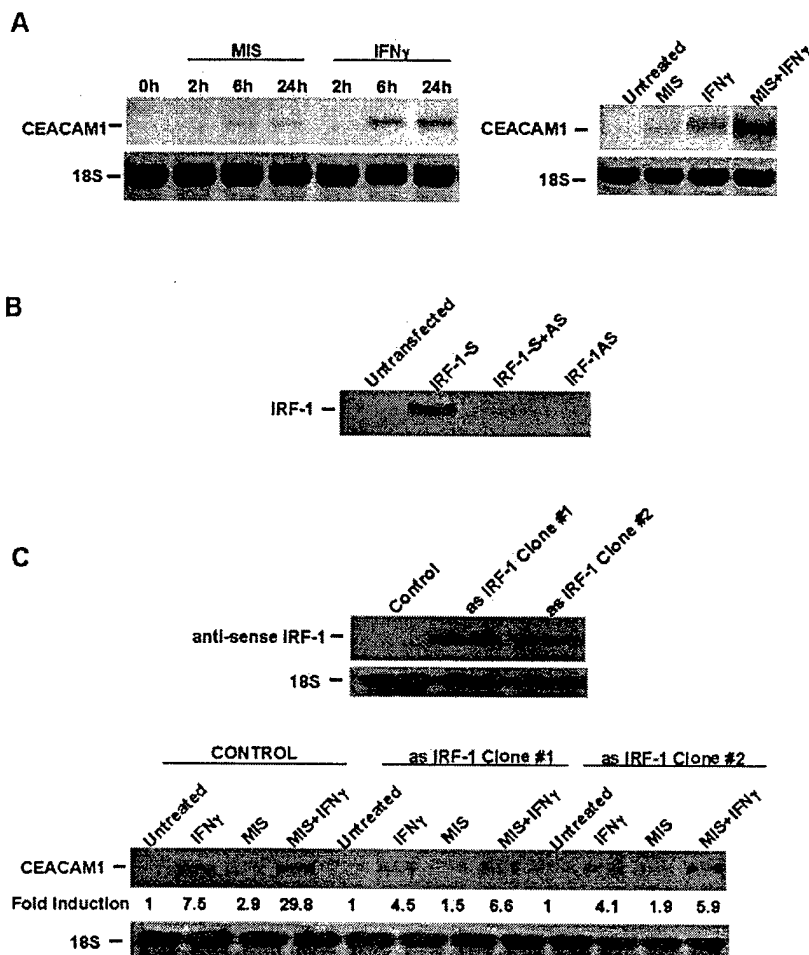 A
MIS IFNγ
0h 2h 6h 24h 2h 6h 24h
CEACAM1
18S
Untreated MIS IFNγ MIS+IFNγ
CEACAM1
18S
B
Untransfected IRF-1-S IRF-1-S+AS IRF-1AS
IRF-1
C
Control as IRF-1 Clone #1 as IRF-1 Clone #2
anti-sense IRF-1
18S
CONTROL as IRF-1 Clone #1 as IRF-1 Clone #2
Untreated IFNγ MIS MIS+IFNγ Untreated IFNγ MIS MIS+IFNγ Untreated IFNγ MIS MIS+IFNγ
CEACAM1
Fold Induction 1 7.5 2.9 29.8 1 4.5 1.5 6.6 1 4.1 1.9 5.9
18S